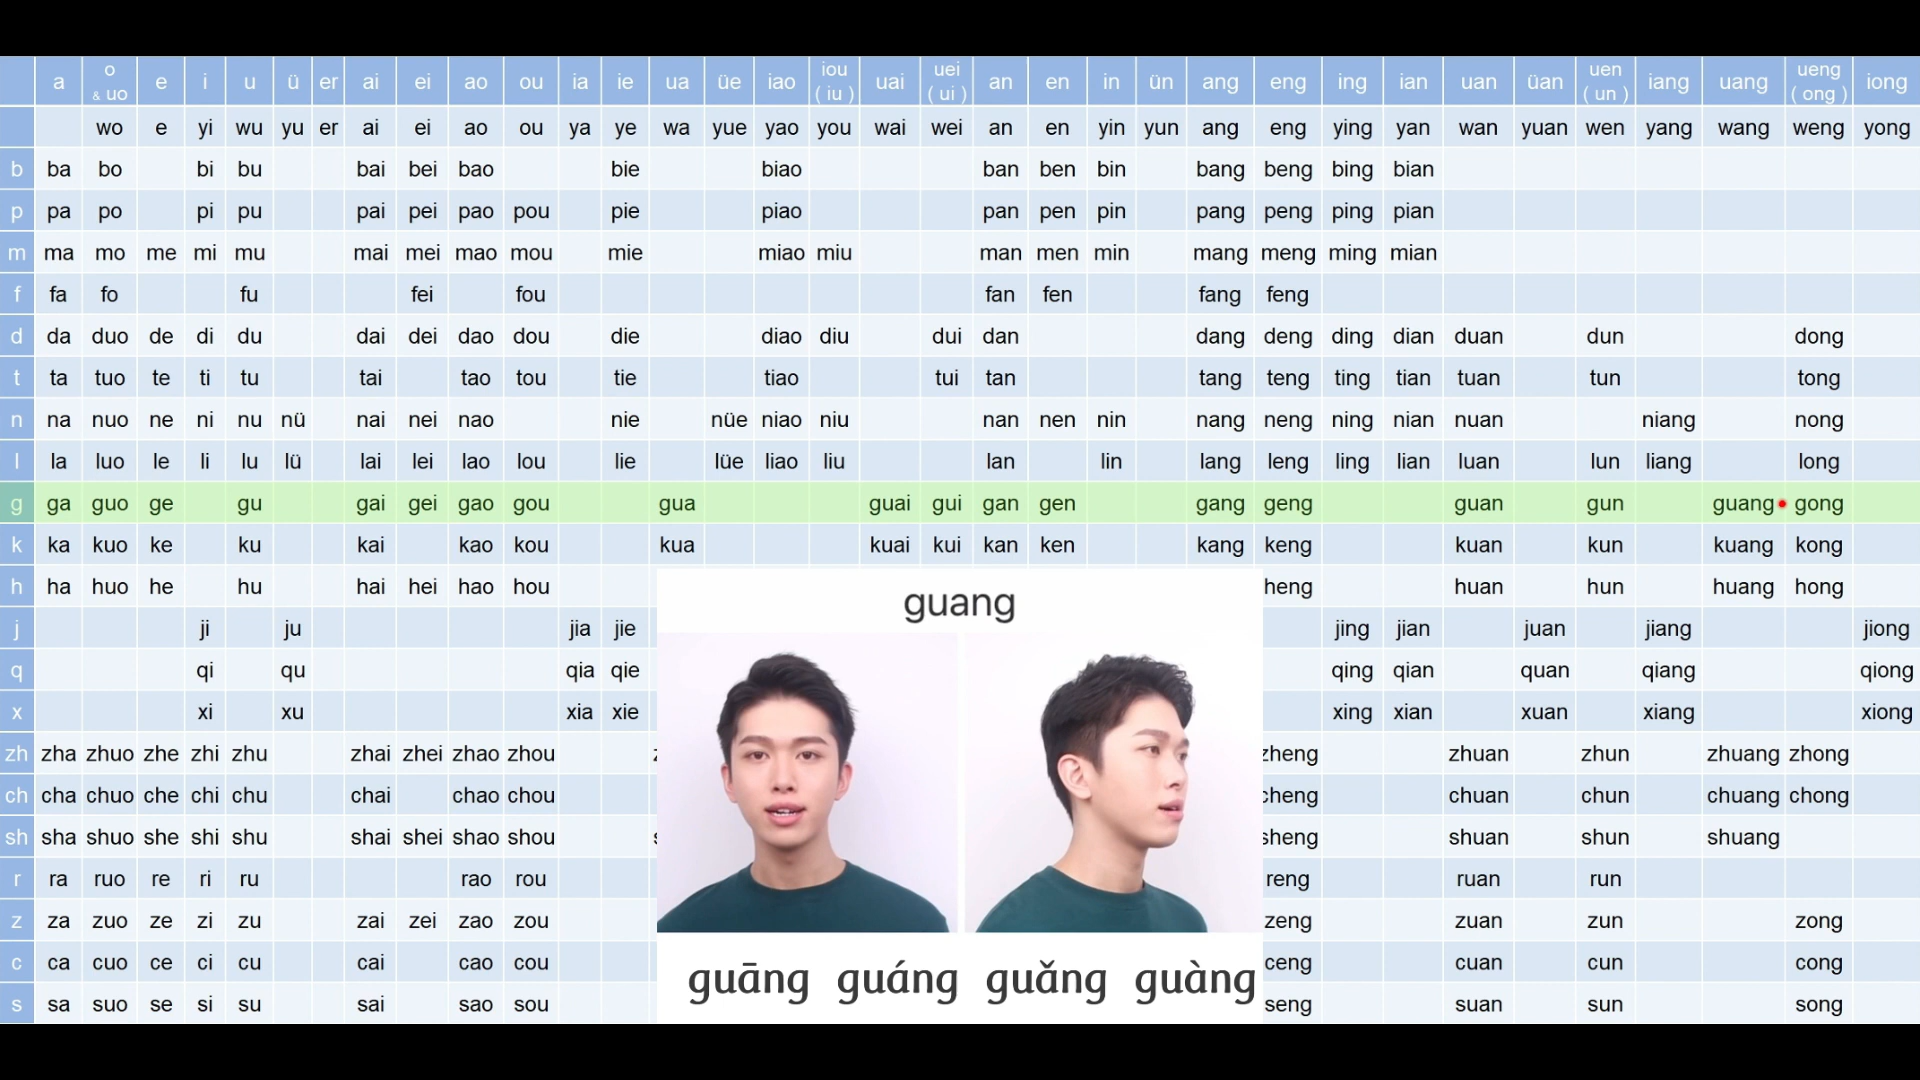 a o & uo e i u ü er ai ei ao ou ia ie ua üe iao iou ( iu ) uai uei ( ui ) an en in ün ang eng ing ian uan üan uen ( un ) iang uang ueng ( ong ) iong
wo e yi wu yu er ai ei ao ou ya ye wa yue yao you wai wei an en yin yun ang eng ying yan wan yuan wen yang wang weng yong
b ba bo bi bu bai bei bao bie biao ban ben bin bang beng bing bian
p pa po pi pu pai pei pao pou pie piao pan pen pin pang peng ping pian
m ma mo me mi mu mai mei mao mou mie miao miu man men min mang meng ming mian
f fa fo fu fei fou fan fen fang feng
d da duo de di du dai dei dao dou die diao diu dui dan dang deng ding dian duan dun dong
t ta tuo te ti tu tai tao tou tie tiao tui tan tang teng ting tian tuan tun tong
n na nuo ne ni nu nü nai nei nao nie nüe niao niu nan nen nin nang neng ning nian nuan niang nong
l la luo le li lu lü lai lei lao lou lie lüe liao liu lan lin lang leng ling lian luan lun liang long
g ga guo ge gu gai gei gao gou gua guai gui gan gen gang geng guan gun guang gong
k ka kuo ke ku kai kao kou kua kuai kui kan ken kang keng kuan kun kuang kong
h ha huo he hu hai hei hao hou heng huan hun huang hong
j ji ju jia jie jing jian juan jiang jiong
q qi qu qia qie qing qian quan qiang qiong
x xi xu xia xie xing xian xuan xiang xiong
zh zha zhuo zhe zhi zhu zhai zhei zhao zhou zheng zhuan zhun zhuang zhong
ch cha chuo che chi chu chai chao chou cheng chuan chun chuang chong
sh sha shuo she shi shu shai shei shao shou sheng shuan shun shuang
r ra ruo re ri ru rao rou reng ruan run
z za zuo ze zi zu zai zei zao zou zeng zuan zun zong
c ca cuo ce ci cu cai cao cou ceng cuan cun cong
s sa suo se si su sai sao sou seng suan sun song
guang
guāng guáng guǎng guàng